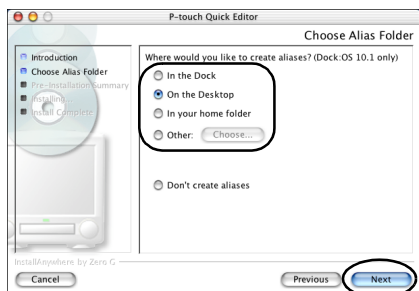 P-touch Quick Editor
Choose Alias Folder
Introduction
Choose Alias Folder
Pre-Installation Summary
Installing...
Install Complete
Where would you like to create aliases? (Dock:OS 10.1 only)
In the Dock
On the Desktop
In your home folder
Other: Choose...
Don't create aliases
InstallAnywhere by Zero G
Cancel Previous Next